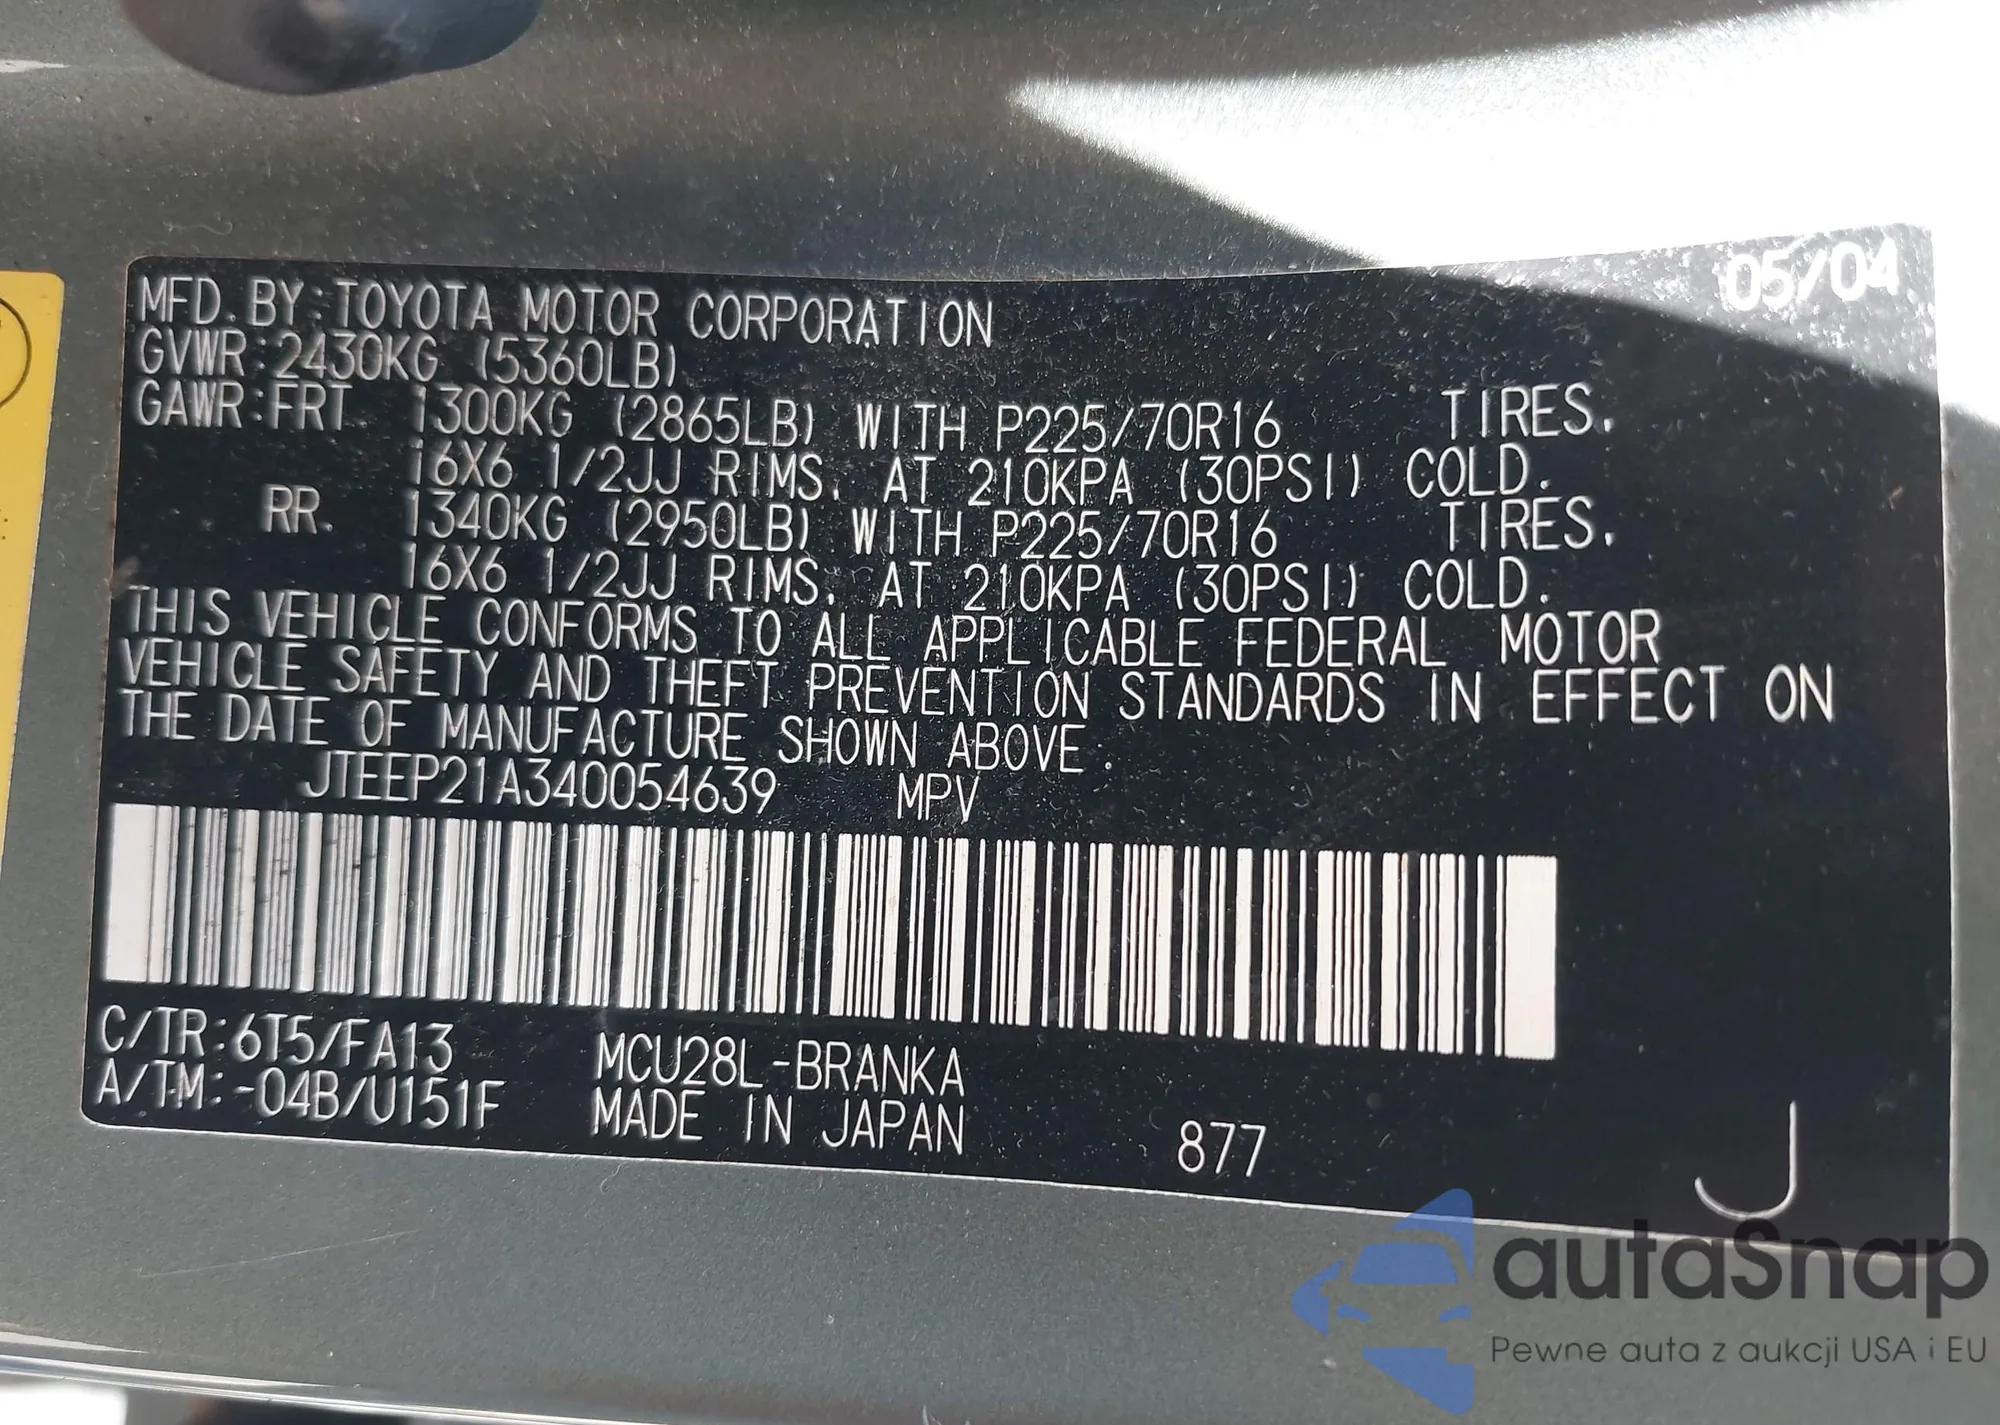 05/04
MFD. BY: TOYOTA MOTOR CORPORATION
GVWR: 2430KG (5360LB)
GAWR: FRT 1300KG (2865LB) WITH P225/70R16 TIRES.
16X6 1/2JJ RIMS. AT 210KPA (30PSI) COLD.
RR. 1340KG (2950LB) WITH P225/70R16 TIRES.
16X6 1/2JJ RIMS. AT 210KPA (30PSI) COLD.
THIS VEHICLE CONFORMS TO ALL APPLICABLE FEDERAL MOTOR
VEHICLE SAFETY AND THEFT PREVENTION STANDARDS IN EFFECT ON
THE DATE OF MANUFACTURE SHOWN ABOVE.
JTEEP21A340054639 MPV
C/TR: 6T5/FA13 MCU28L-BRANKA
A/TM: -04B/U151F MADE IN JAPAN 877
J
autaSnap
Pewne auta z aukcji USA i EU